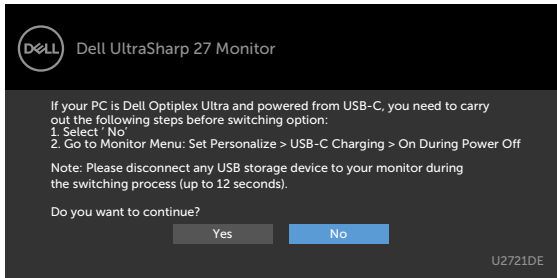 DELL
Dell UltraSharp 27 Monitor
If your PC is Dell Optiplex Ultra and powered from USB-C, you need to carry
out the following steps before switching option:
1. Select ‘ No’
2. Go to Monitor Menu: Set Personalize > USB-C Charging > On During Power Off
Note: Please disconnect any USB storage device to your monitor during
the switching process (up to 12 seconds).
Do you want to continue?
Yes
No
U2721DE